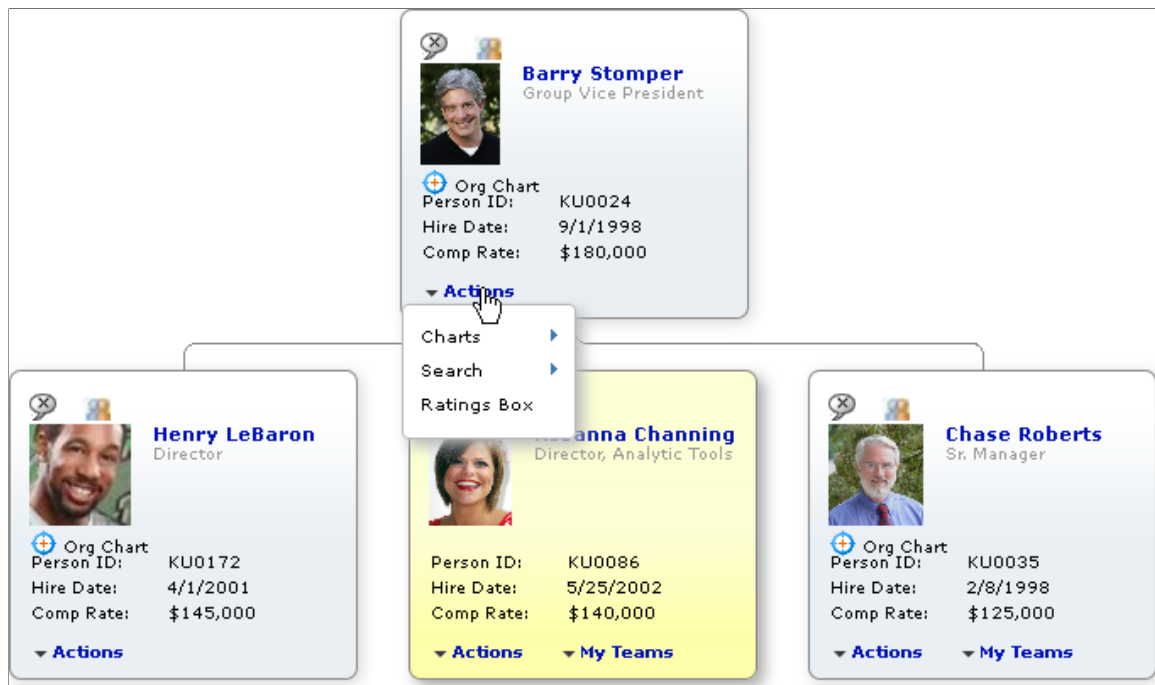 Barry Stomper
Group Vice President
Org Chart
Person ID: KU0024
Hire Date: 9/1/1998
Comp Rate: $180,000
Actions
Charts
Search
Ratings Box
Henry LeBaron
Director
Org Chart
Person ID: KU0172
Hire Date: 4/1/2001
Comp Rate: $145,000
Actions
Channing
Director, Analytic Tools
Person ID: KU0086
Hire Date: 5/25/2002
Comp Rate: $140,000
Actions My Teams
Chase Roberts
Sr. Manager
Org Chart
Person ID: KU0035
Hire Date: 2/8/1998
Comp Rate: $125,000
Actions My Teams